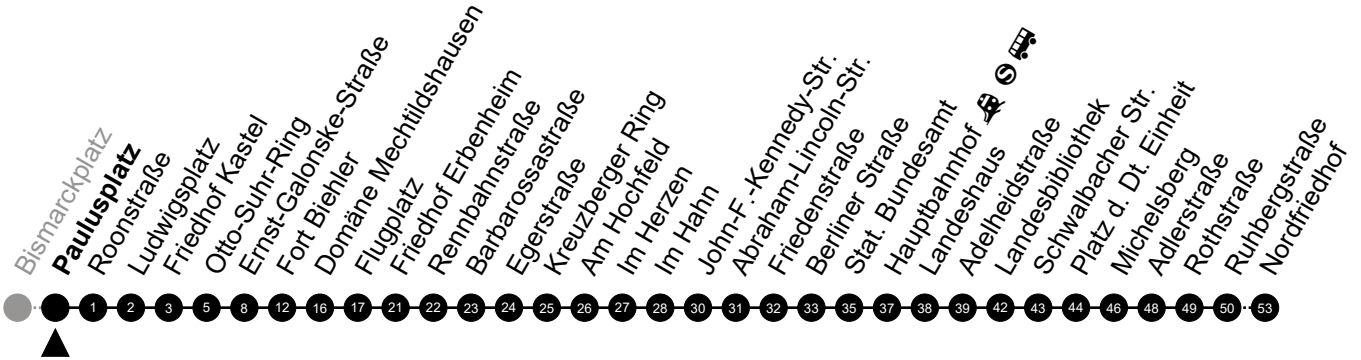 Bismarckplatz
Paulusplatz
Roonstraße
Ludwigsplatz
Friedhof Kastel
Otto-Suhr-Ring
Ernst-Galonske-Straße
Fort Biehler
Domäne Mechtildshausen
Flugplatz
Friedhof Erbenheim
Rennbahnstraße
Barbarossastraße
Egerstraße
Kreuzberger Ring
Am Hochfeld
Im Herzen
Im Hahn
John-F.-Kennedy-Str.
Abraham-Lincoln-Str.
Friedenstraße
Berliner Straße
Stat. Bundesamt
Hauptbahnhof S
Landeshaus
Adelheidstraße
Landesbibliothek
Schwalbacher Str.
Platz d. Dt. Einheit
Michelsberg
Adlerstraße
Rothstraße
Ruhbergstraße
Nordfriedhof
1 2 3 5 8 12 16 17 21 22 23 24 25 26 27 28 30 31 32 33 35 37 38 39 42 43 44 46 48 49 50 53